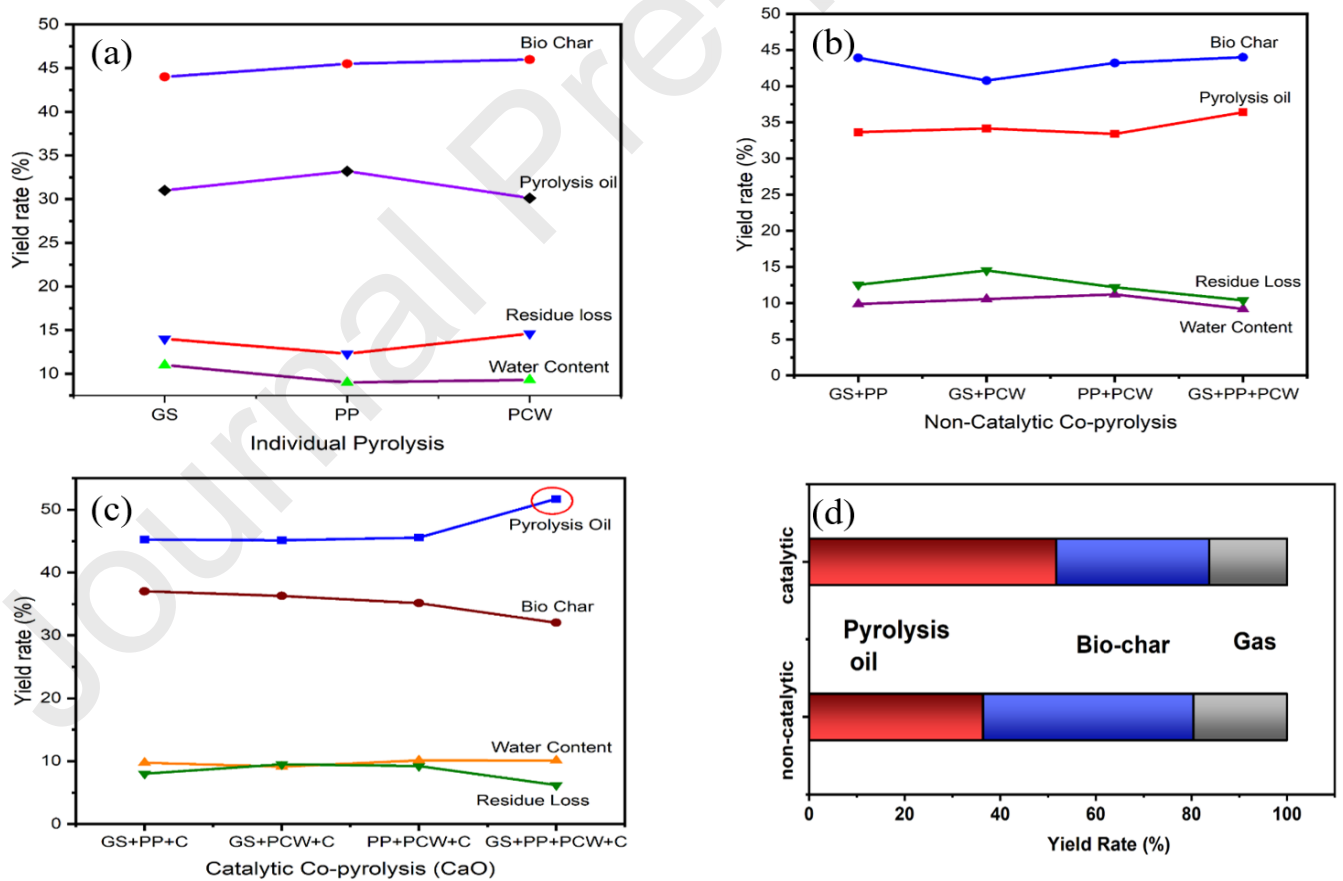 (a)
50
45
40
35
30
25
20
15
10
Yield rate (%)
Bio Char
Pyrolysis oil
Residue loss
Water Content
GS PP PCW
Individual Pyrolysis
(b)
50
45
40
35
30
25
20
15
10
5
0
Yield rate (%)
Bio Char
Pyrolysis oil
Residue Loss
Water Content
GS+PP GS+PCW PP+PCW GS+PP+PCW
Non-Catalytic Co-pyrolysis
(c)
50
40
30
20
10
0
Yield rate (%)
Pyrolysis Oil
Bio Char
Water Content
Residue Loss
GS+PP+C GS+PCW+C PP+PCW+C GS+PP+PCW+C
Catalytic Co-pyrolysis (CaO)
(d)
catalytic
non-catalytic
Pyrolysis
oil
Bio-char
Gas
0 20 40 60 80 100
Yield Rate (%)
Journal Pre